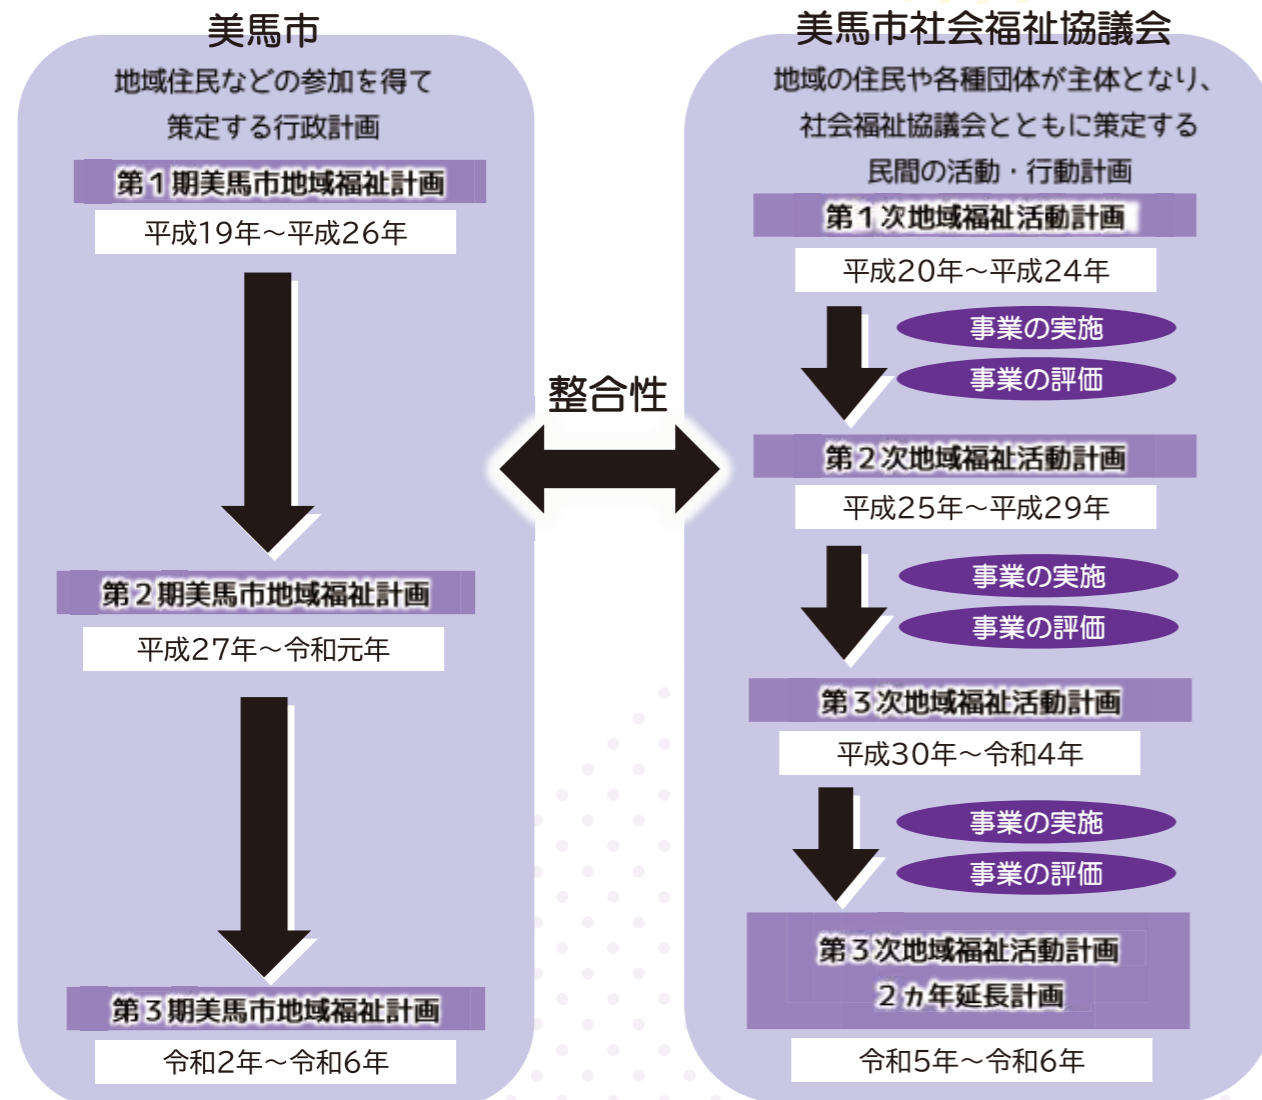 美馬市
地域住民などの参加を得て
策定する行政計画
第1期美馬市地域福祉計画
平成19年～平成26年
第2期美馬市地域福祉計画
平成27年～令和元年
第3期美馬市地域福祉計画
令和2年～令和6年
整合性
美馬市社会福祉協議会
地域の住民や各種団体が主体となり、
社会福祉協議会とともに策定する
民間の活動・行動計画
第1次地域福祉活動計画
平成20年～平成24年
事業の実施
事業の評価
第2次地域福祉活動計画
平成25年～平成29年
事業の実施
事業の評価
第3次地域福祉活動計画
平成30年～令和4年
事業の実施
事業の評価
第3次地域福祉活動計画
2ヵ年延長計画
令和5年～令和6年